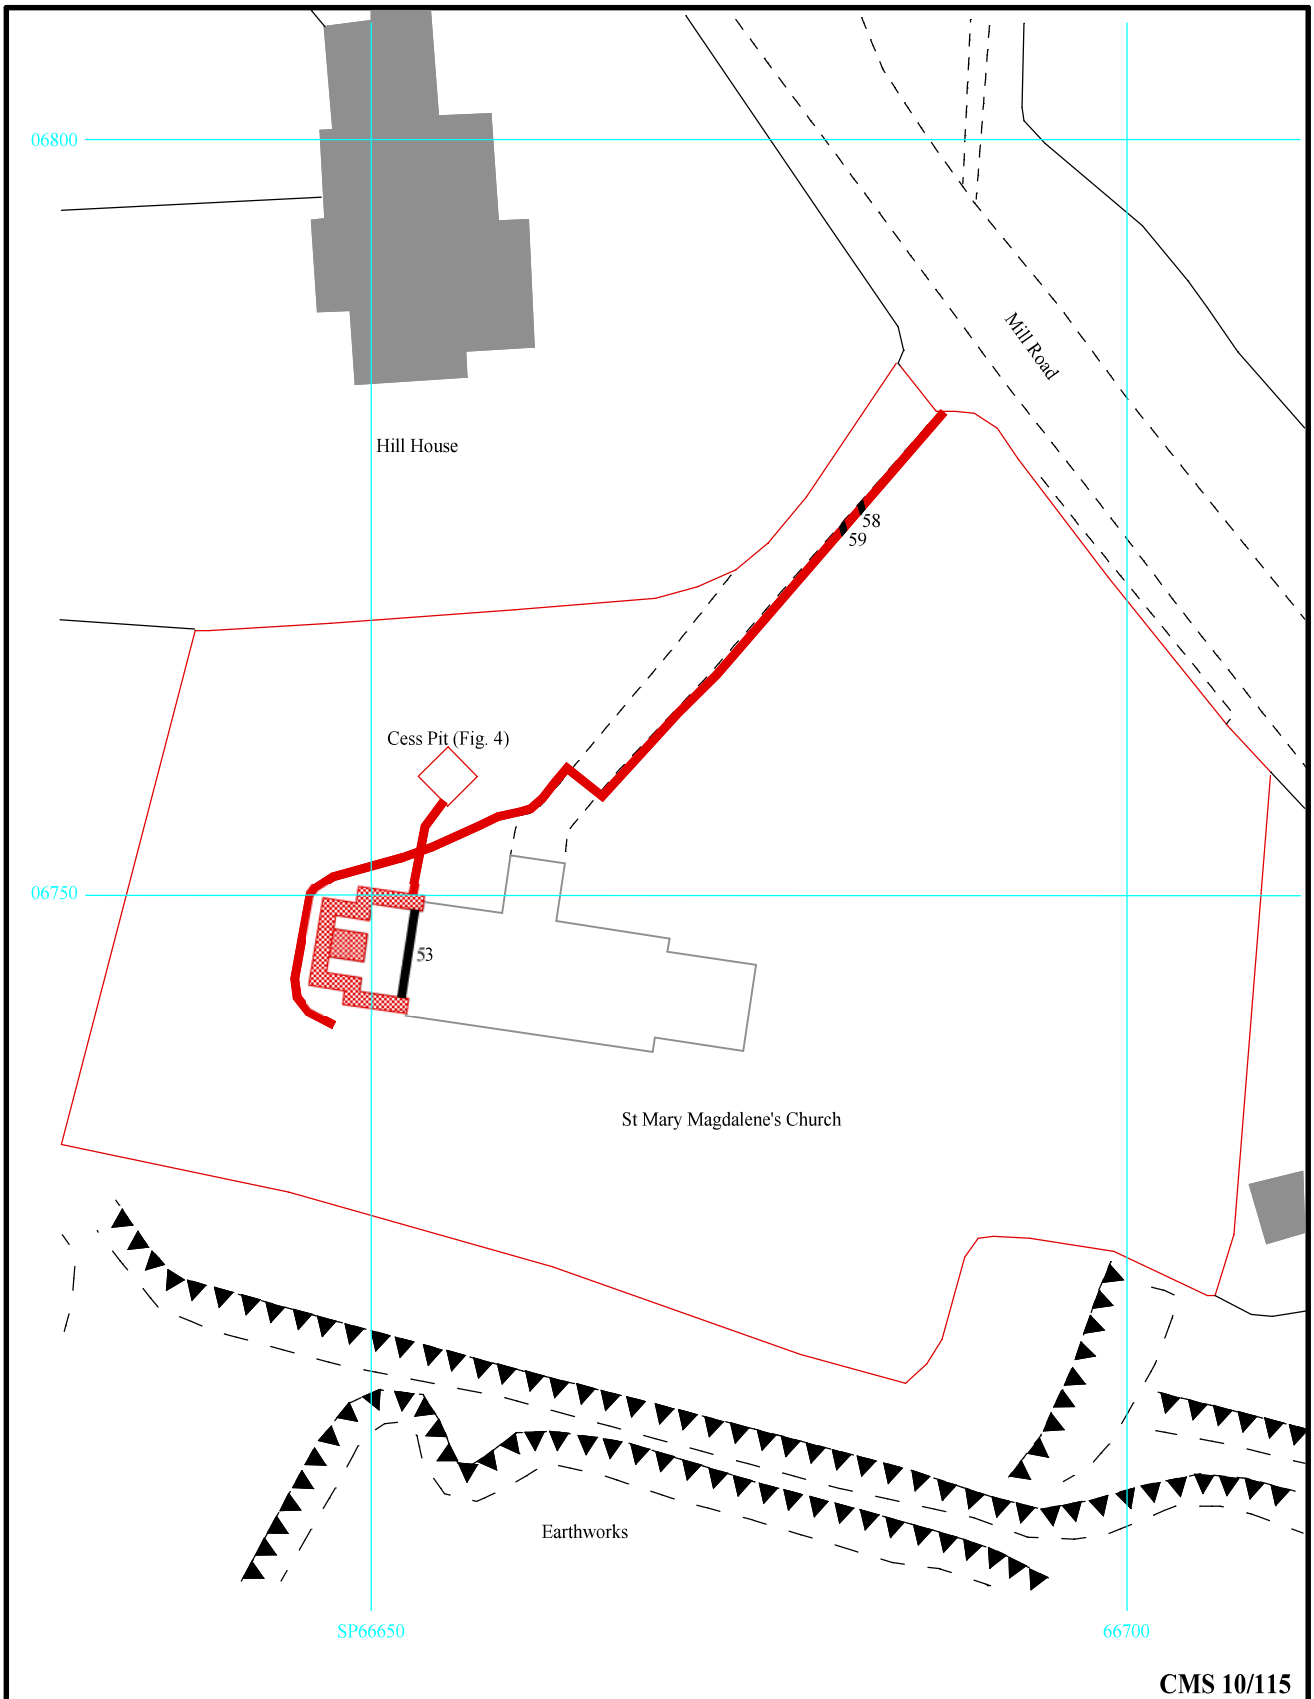 06800
Mill Road
Hill House
58
59
Cess Pit (Fig. 4)
06750
53
St Mary Magdalene's Church
Earthworks
SP66650
66700
CMS 10/115